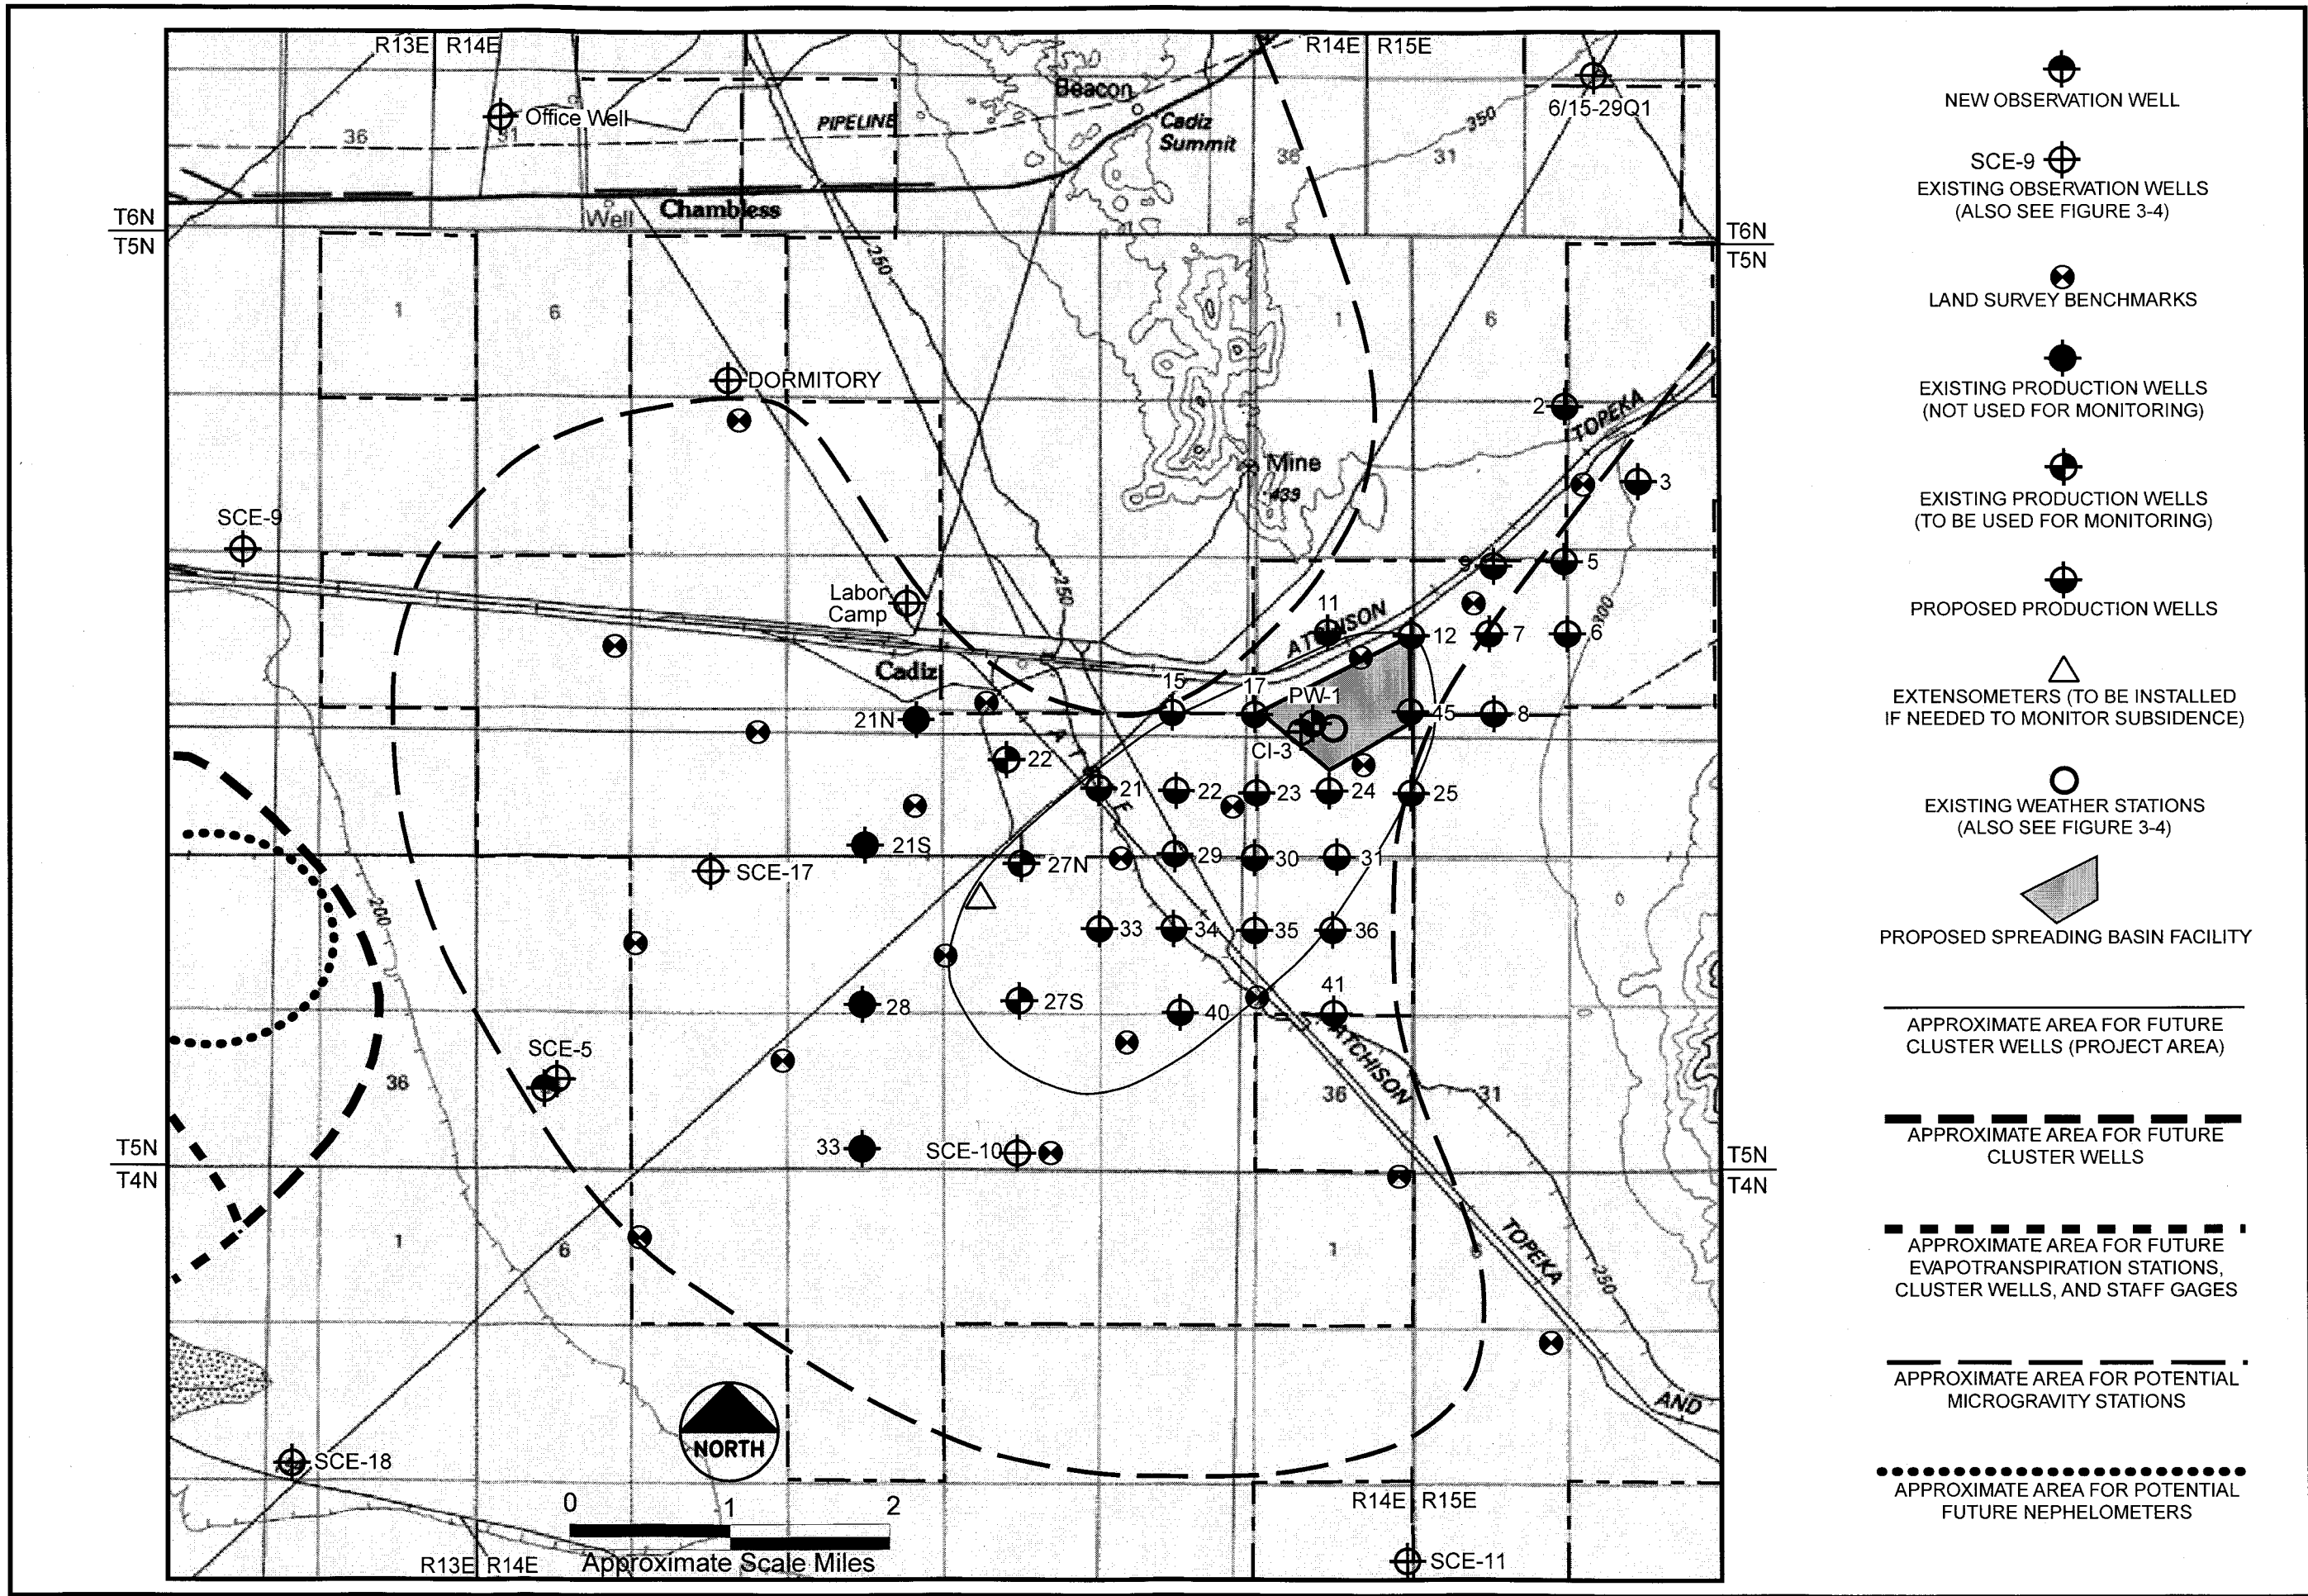 R13E R14E
R14E R15E
Beacon
Office Well
6/15-29Q1
PIPELINE
Cadiz
Summit
350
36
31
36
31
Well
Chambless
T6N
T5N
T6N
T5N
250
1
6
1
6
DORMITORY
2
TOPEKA
Mine
433
3
SCE-9
250
9
5
Labor
Camp
11
ATCHISON
12
7
6
300
Cadiz
15
17
PW-1
21N
45
8
CI-3
22
21
22
23
24
25
21S
27N
29
30
31
SCE-17
200
33
34
35
36
28
27S
40
41
SCE-5
ATCHISON
36
36
31
33
SCE-10
T5N
T4N
T5N
T4N
1
6
1
6
TOPEKA
250
AND
NORTH
SCE-18
0 1 2
Approximate Scale Miles
R13E R14E
R14E R15E
SCE-11
NEW OBSERVATION WELL
SCE-9
EXISTING OBSERVATION WELLS
(ALSO SEE FIGURE 3-4)
LAND SURVEY BENCHMARKS
EXISTING PRODUCTION WELLS
(NOT USED FOR MONITORING)
EXISTING PRODUCTION WELLS
(TO BE USED FOR MONITORING)
PROPOSED PRODUCTION WELLS
EXTENSOMETERS (TO BE INSTALLED
IF NEEDED TO MONITOR SUBSIDENCE)
EXISTING WEATHER STATIONS
(ALSO SEE FIGURE 3-4)
PROPOSED SPREADING BASIN FACILITY
APPROXIMATE AREA FOR FUTURE
CLUSTER WELLS (PROJECT AREA)
APPROXIMATE AREA FOR FUTURE
CLUSTER WELLS
APPROXIMATE AREA FOR FUTURE
EVAPOTRANSPIRATION STATIONS,
CLUSTER WELLS, AND STAFF GAGES
APPROXIMATE AREA FOR POTENTIAL
MICROGRAVITY STATIONS
APPROXIMATE AREA FOR POTENTIAL
FUTURE NEPHELOMETERS